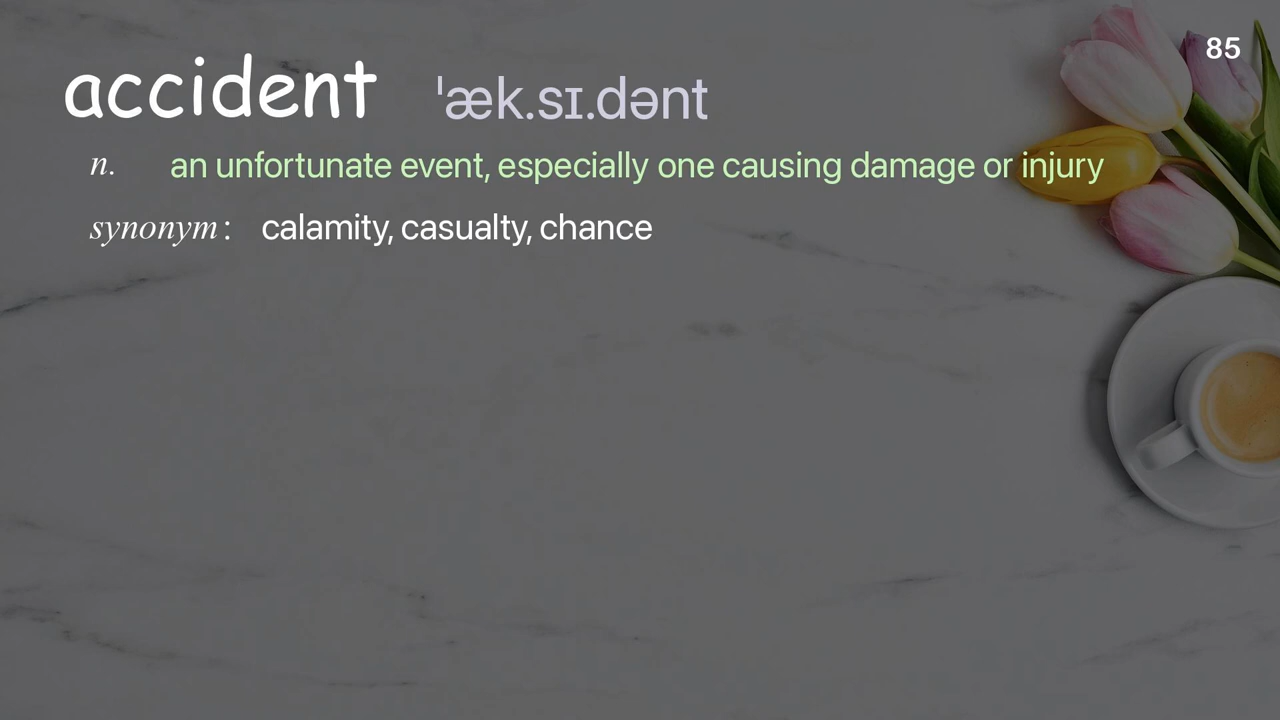 85
accident ˈæk.sɪ.dənt
n. an unfortunate event, especially one causing damage or injury
synonym: calamity, casualty, chance